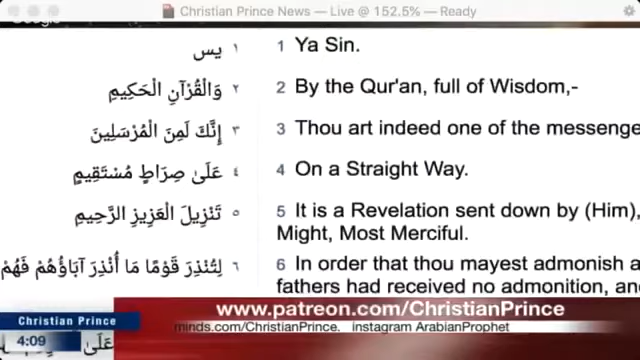 Christian Prince News — Live @ 152.5% — Ready
يس ١ 1 Ya Sin.
وَالْقُرْآنِ الْحَكِيمِ ٢ 2 By the Qur'an, full of Wisdom,-
إِنَّكَ لَمِنَ الْمُرْسَلِينَ ٣ 3 Thou art indeed one of the messenge
عَلَىٰ صِرَاطٍ مُسْتَقِيمٍ ٤ 4 On a Straight Way.
تَنْزِيلَ الْعَزِيزِ الرَّحِيمِ ٥ 5 It is a Revelation sent down by (Him),
Might, Most Merciful.
لِتُنْذِرَ قَوْمًا مَا أُنْذِرَ آبَاؤُهُمْ فَهُمْ ٦ 6 In order that thou mayest admonish a
fathers had received no admonition, and
www.patreon.com/ChristianPrince
Christian Prince
minds.com/ChristianPrince. instagram ArabianProphet
4:09